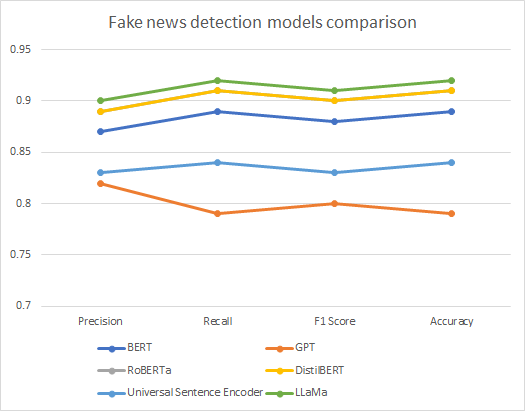 Fake news detection models comparison
0.95
0.9
0.85
0.8
0.75
0.7
Precision Recall F1 Score Accuracy
BERT GPT
RoBERTa DistilBERT
Universal Sentence Encoder LLaMa